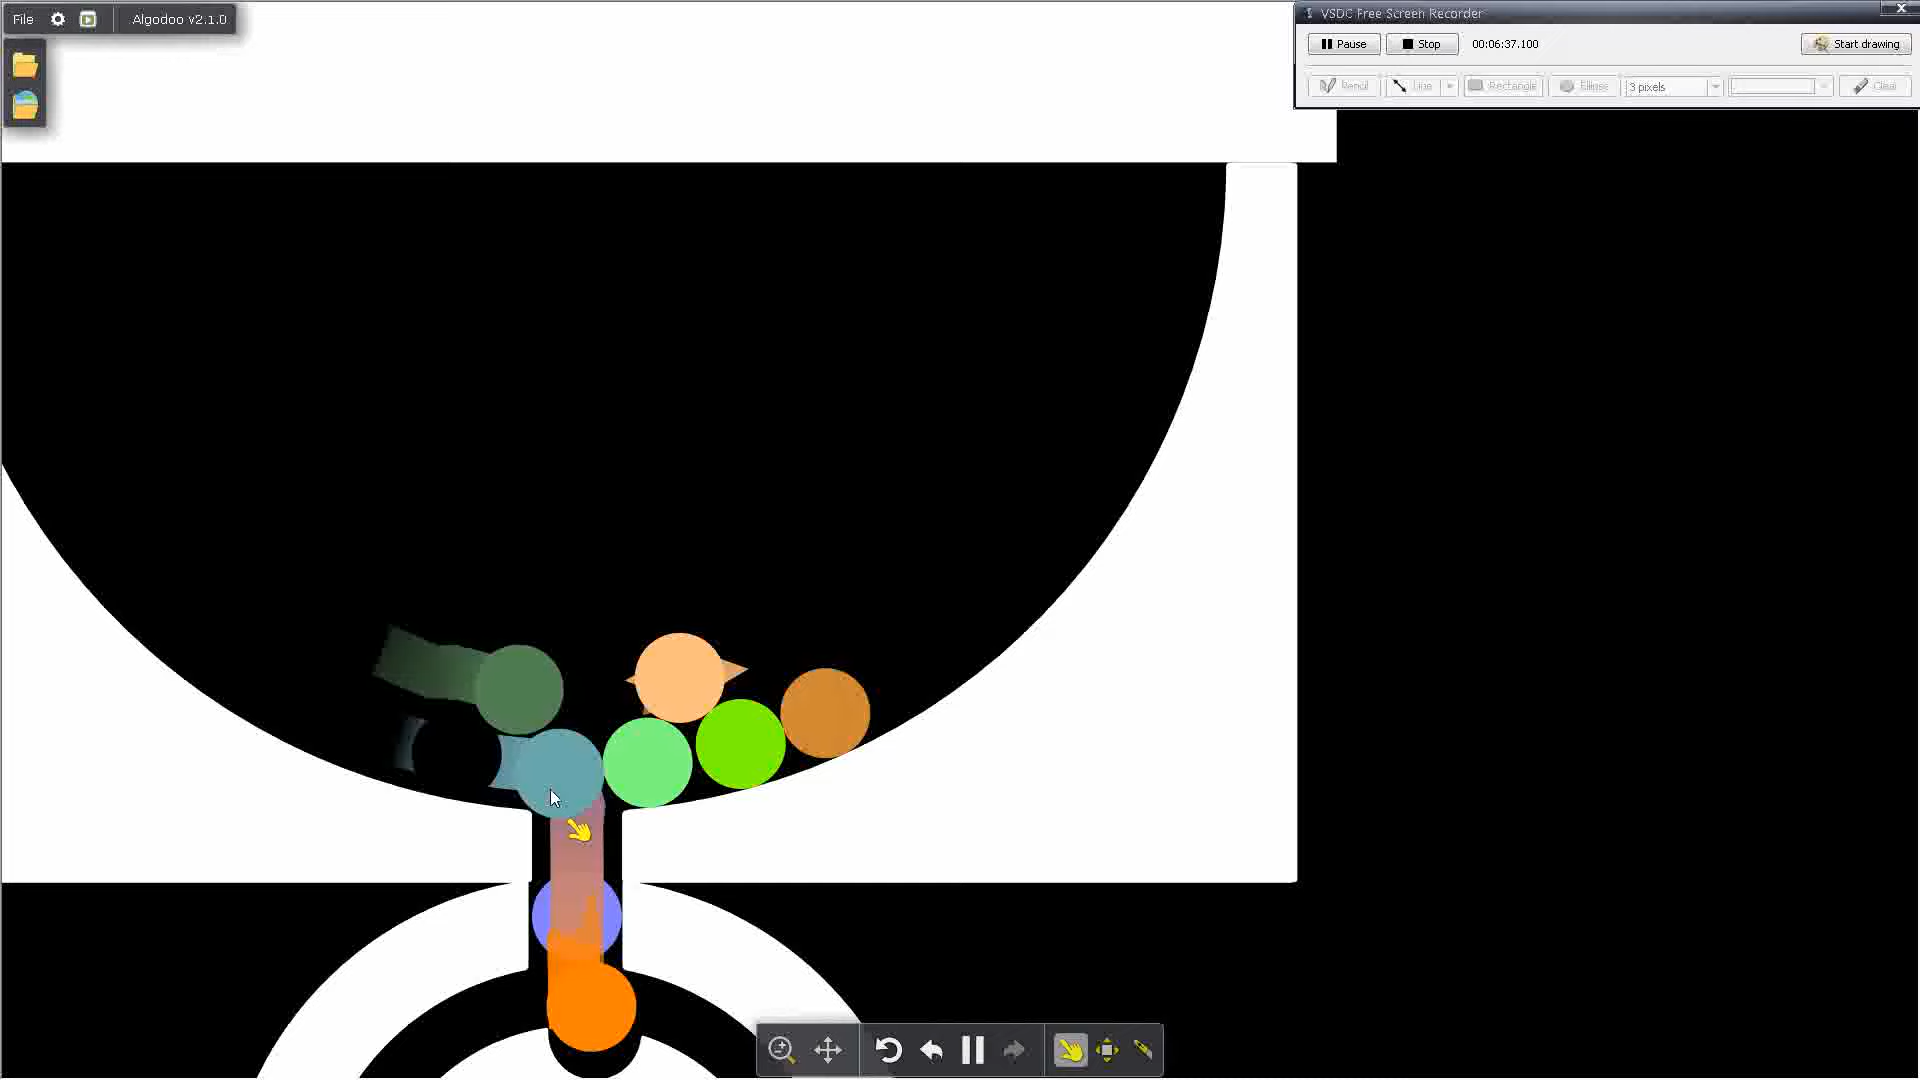 File Algodoo v2.1.0
VSDC Free Screen Recorder
Pause Stop 00:06:37.100 Start drawing
Pencil Line Rectangle Ellipse 3 pixels Clear